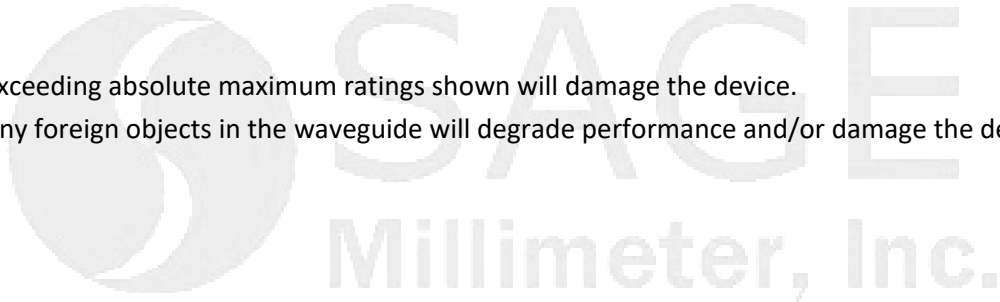 xceeding absolute maximum ratings shown will damage the device.
ny foreign objects in the waveguide will degrade performance and/or damage the de
SAGE
Millimeter, Inc.